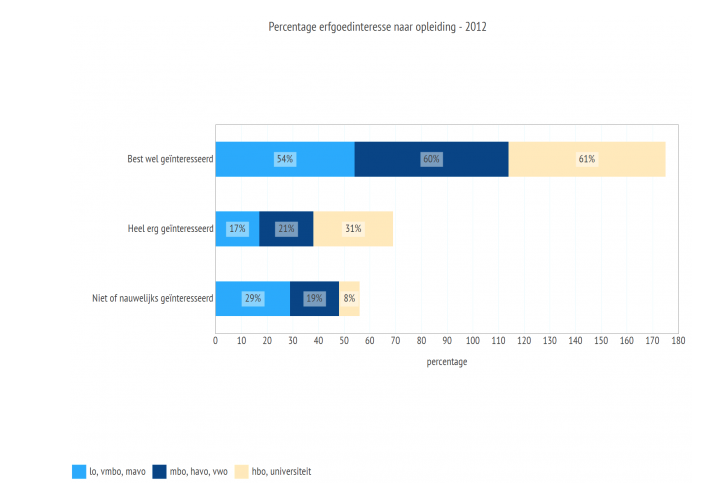 Percentage erfgoedinteresse naar opleiding - 2012
Best wel geïnteresseerd 54% 60% 61%
Heel erg geïnteresseerd 17% 21% 31%
Niet of nauwelijks geïnteresseerd 29% 19% 8%
0 10 20 30 40 50 60 70 80 90 100 110 120 130 140 150 160 170 180
percentage
lo, vmbo, mavo mbo, havo, vwo hbo, universiteit